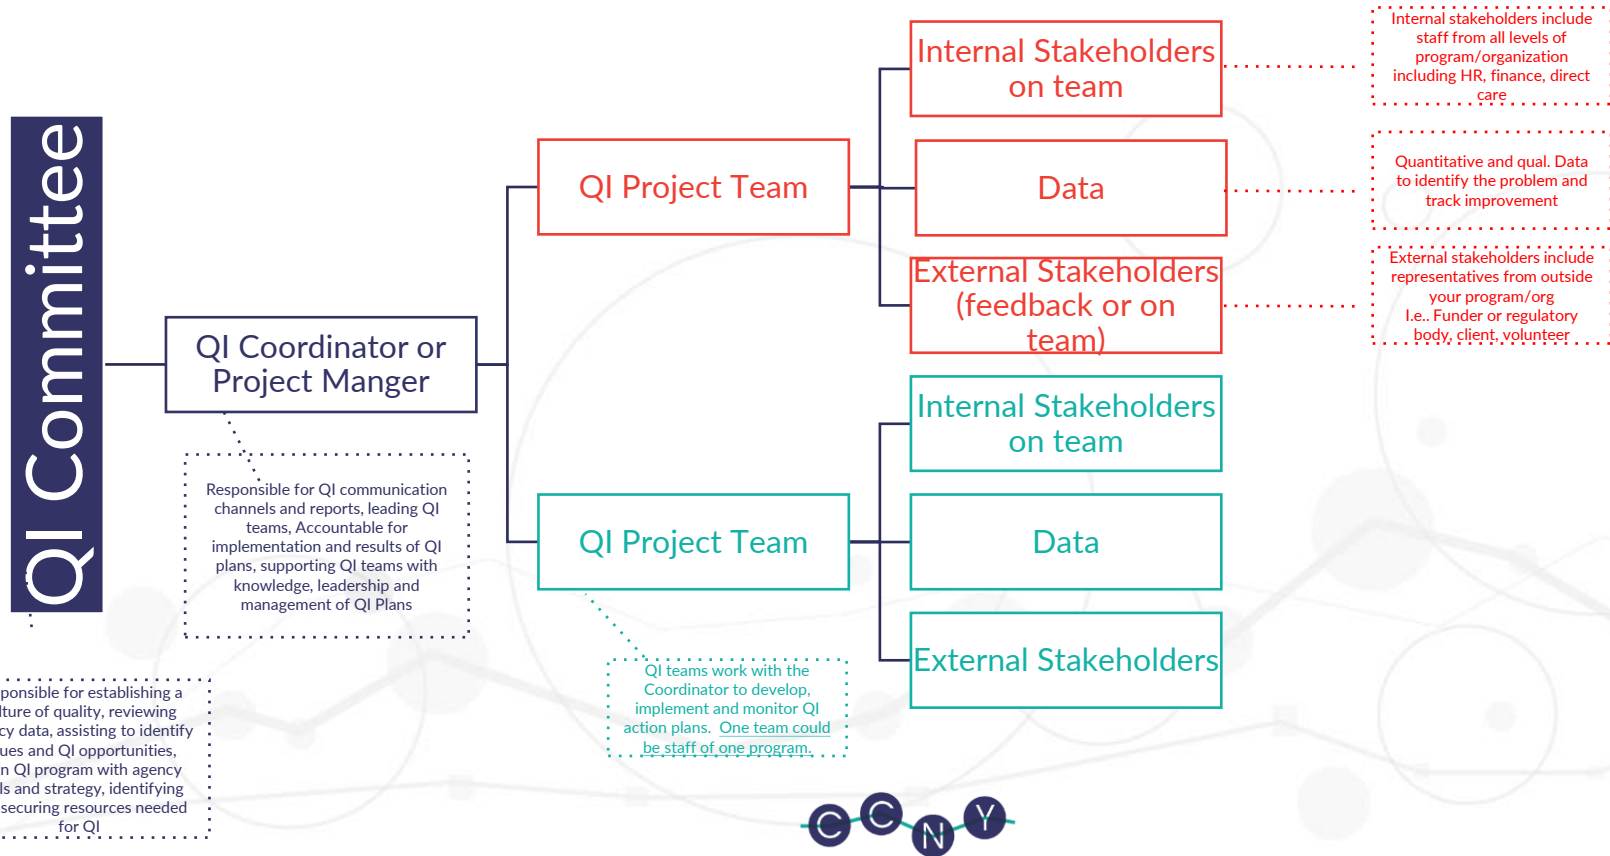 QI Committee
QI Coordinator or
Project Manger
Responsible for QI communication
channels and reports, leading QI
teams, Accountable for
implementation and results of QI
plans, supporting QI teams with
knowledge, leadership and
management of QI Plans
for establishing a
of quality, reviewing
data, assisting to identify
and QI opportunities,
QI program with agency
and strategy, identifying
securing resources needed
for QI
QI Project Team
Internal Stakeholders
on team
Internal stakeholders include
staff from all levels of
program/organization
including HR, finance, direct
care
Data
Quantitative and qual. Data
to identify the problem and
track improvement
External Stakeholders
(feedback or on
team)
External stakeholders include
representatives from outside
your program/org
I.e.. Funder or regulatory
body, client, volunteer
QI Project Team
QI teams work with the
Coordinator to develop,
implement and monitor QI
action plans. One team could
be staff of one program.
Internal Stakeholders
on team
Data
External Stakeholders
CCNY